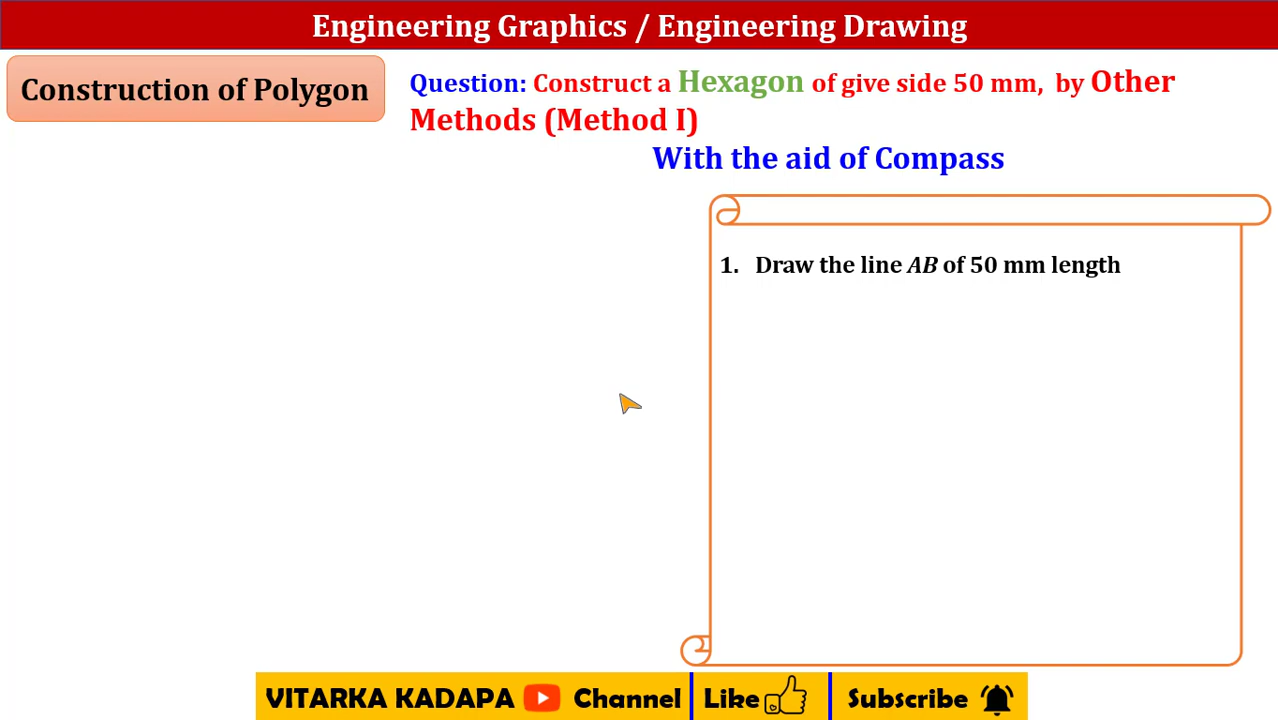 Engineering Graphics / Engineering Drawing
Construction of Polygon
Question: Construct a Hexagon of give side 50 mm, by Other
Methods (Method I)
With the aid of Compass
1. Draw the line AB of 50 mm length
VITARKA KADAPA Channel Like Subscribe